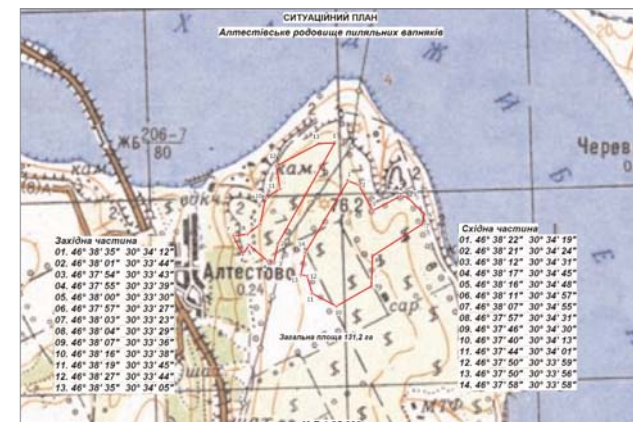 СИТУАЦІЙНИЙ ПЛАН
Алтестівське родовище пиляльних вапняків
Х А Д Ж И Б Е
4
2
ЖБ 206-7
80
кам.
кам.
2
2
76,2
Черев
вдкч.
Алтестово
0.24
сар
МТФ
Загальна площа 131,2 га
Західна частина
01. 46° 38' 35" 30° 34' 12"
02. 46° 38' 01" 30° 33' 44"
03. 46° 37' 54" 30° 33' 43"
04. 46° 37' 55" 30° 33' 39"
05. 46° 38' 00" 30° 33' 30"
06. 46° 37' 57" 30° 33' 27"
07. 46° 38' 03" 30° 33' 23"
08. 46° 38' 04" 30° 33' 29"
09. 46° 38' 07" 30° 33' 36"
10. 46° 38' 16" 30° 33' 38"
11. 46° 38' 19" 30° 33' 45"
12. 46° 38' 27" 30° 33' 44"
13. 46° 38' 35" 30° 34' 05"
Східна частина
01. 46° 38' 22" 30° 34' 19"
02. 46° 38' 21" 30° 34' 24"
03. 46° 38' 12" 30° 34' 31"
04. 46° 38' 17" 30° 34' 45"
05. 46° 38' 16" 30° 34' 48"
06. 46° 38' 11" 30° 34' 57"
07. 46° 38' 07" 30° 34' 55"
08. 46° 37' 57" 30° 34' 31"
09. 46° 37' 46" 30° 34' 30"
10. 46° 37' 40" 30° 34' 13"
11. 46° 37' 44" 30° 34' 01"
12. 46° 37' 50" 30° 33' 59"
13. 46° 37' 50" 30° 33' 56"
14. 46° 37' 58" 30° 33' 58"